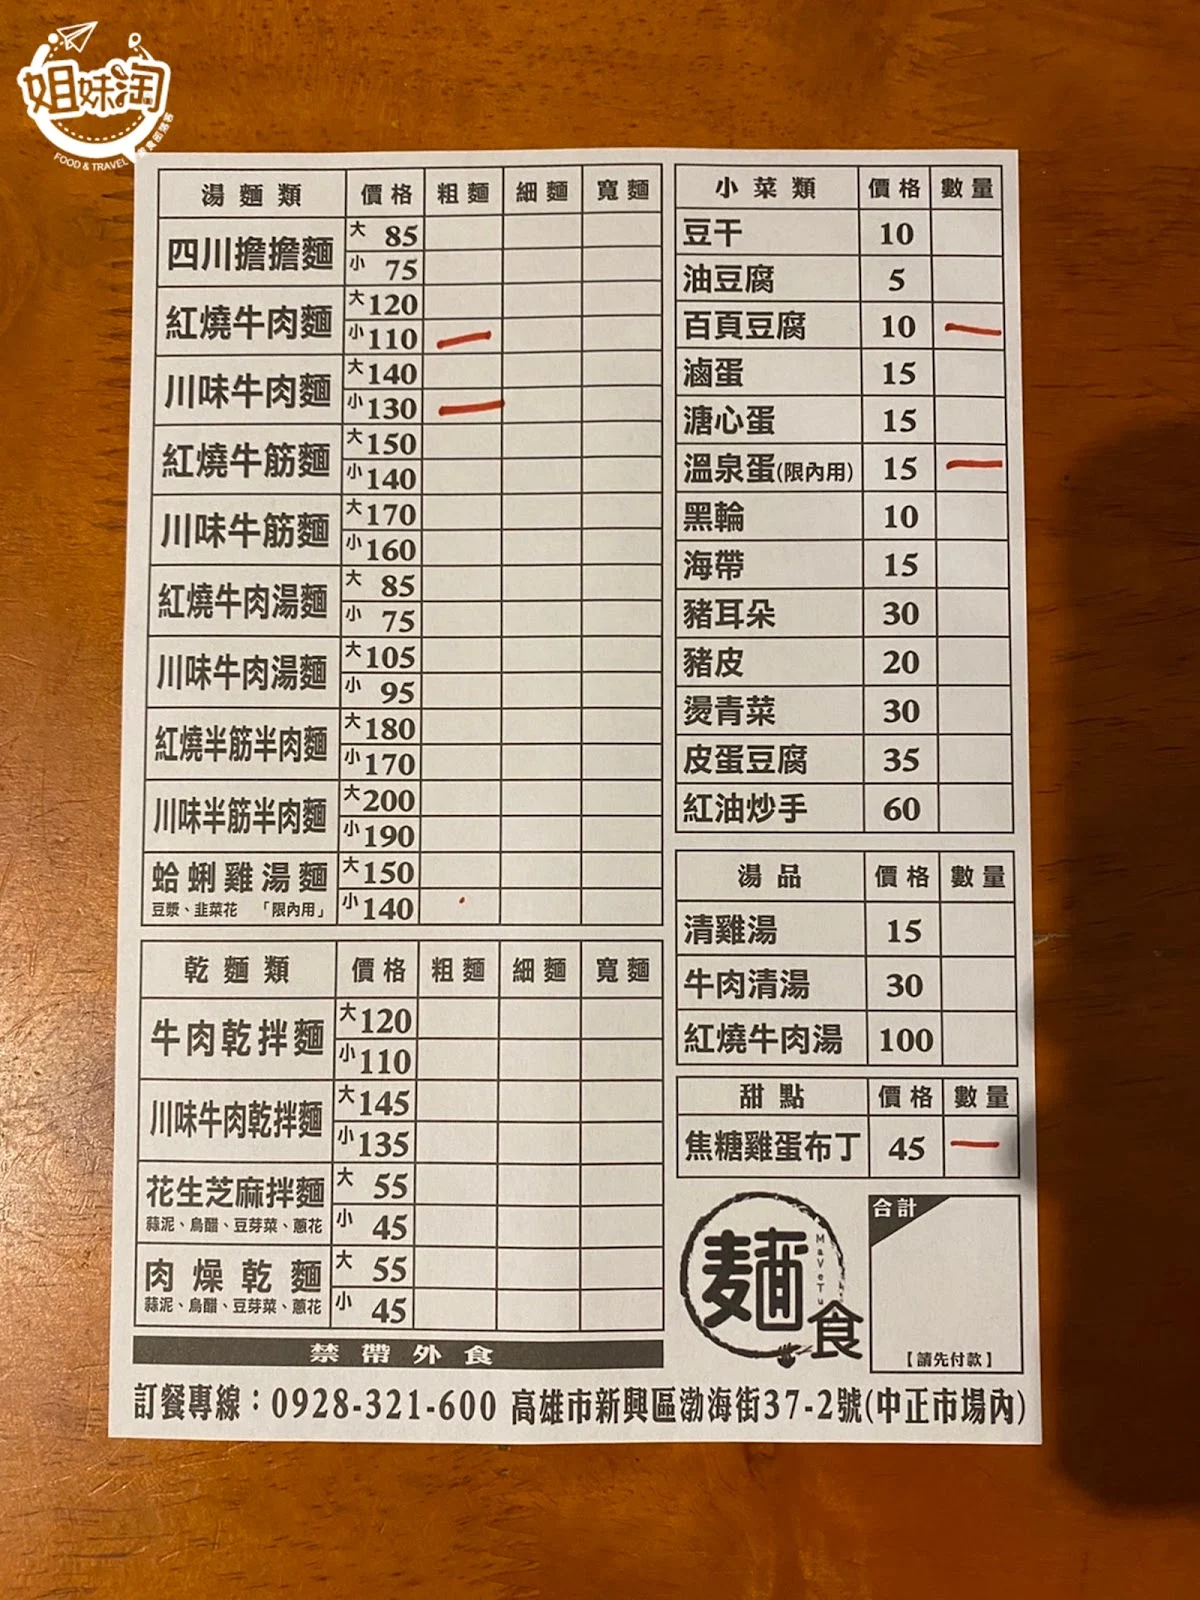 姐妹淘
FOOD & TRAVEL 美食部落客
湯麵類 價格 粗麵 細麵 寬麵
四川擔擔麵 大 85
小 75
紅燒牛肉麵 大 120
小 110 一
川味牛肉麵 大 140
小 130 一
紅燒牛筋麵 大 150
小 140
川味牛筋麵 大 170
小 160
紅燒牛肉湯麵 大 85
小 75
川味牛肉湯麵 大 105
小 95
紅燒半筋半肉麵 大 180
小 170
川味半筋半肉麵 大 200
小 190
蛤蜊雞湯麵 大 150
豆漿、韭菜花 「限內用」 小 140
乾麵類 價格 粗麵 細麵 寬麵
牛肉乾拌麵 大 120
小 110
川味牛肉乾拌麵 大 145
小 135
花生芝麻拌麵 大 55
蒜泥、烏醋、豆芽菜、蔥花 小 45
肉燥乾麵 大 55
蒜泥、烏醋、豆芽菜、蔥花 小 45
禁帶外食
小菜類 價格 數量
豆干 10
油豆腐 5
百頁豆腐 10 一
滷蛋 15
溏心蛋 15
溫泉蛋(限內用) 15 一
黑輪 10
海帶 15
豬耳朵 30
豬皮 20
燙青菜 30
皮蛋豆腐 35
紅油炒手 60
湯品 價格 數量
清雞湯 15
牛肉清湯 30
紅燒牛肉湯 100
甜點 價格 數量
焦糖雞蛋布丁 45 一
麵食
MaVeTu
合計
【請先付款】
訂餐專線：0928-321-600 高雄市新興區渤海街37-2號(中正市場內)